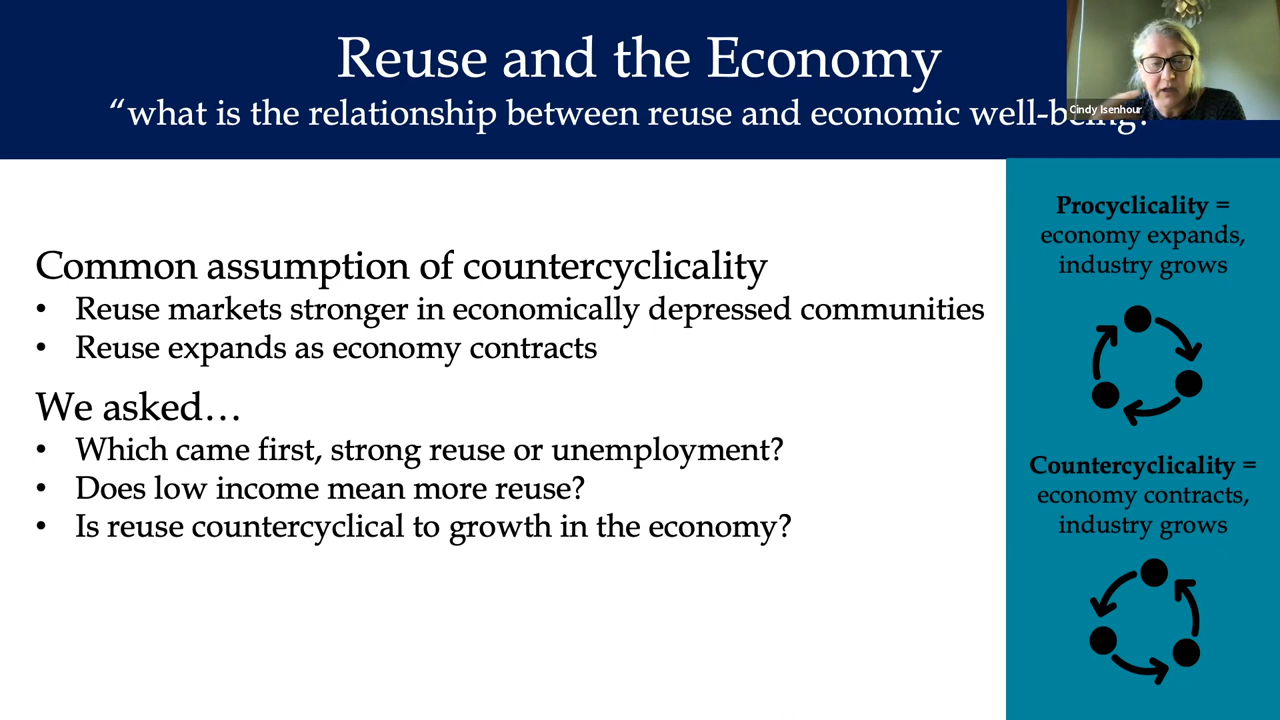 Reuse and the Economy
“what is the relationship between reuse and economic well-being?
Cindy Isenhour
Common assumption of countercyclicality
• Reuse markets stronger in economically depressed communities
• Reuse expands as economy contracts
We asked…
• Which came first, strong reuse or unemployment?
• Does low income mean more reuse?
• Is reuse countercyclical to growth in the economy?
Procyclicality =
economy expands,
industry grows
Countercyclicality =
economy contracts,
industry grows